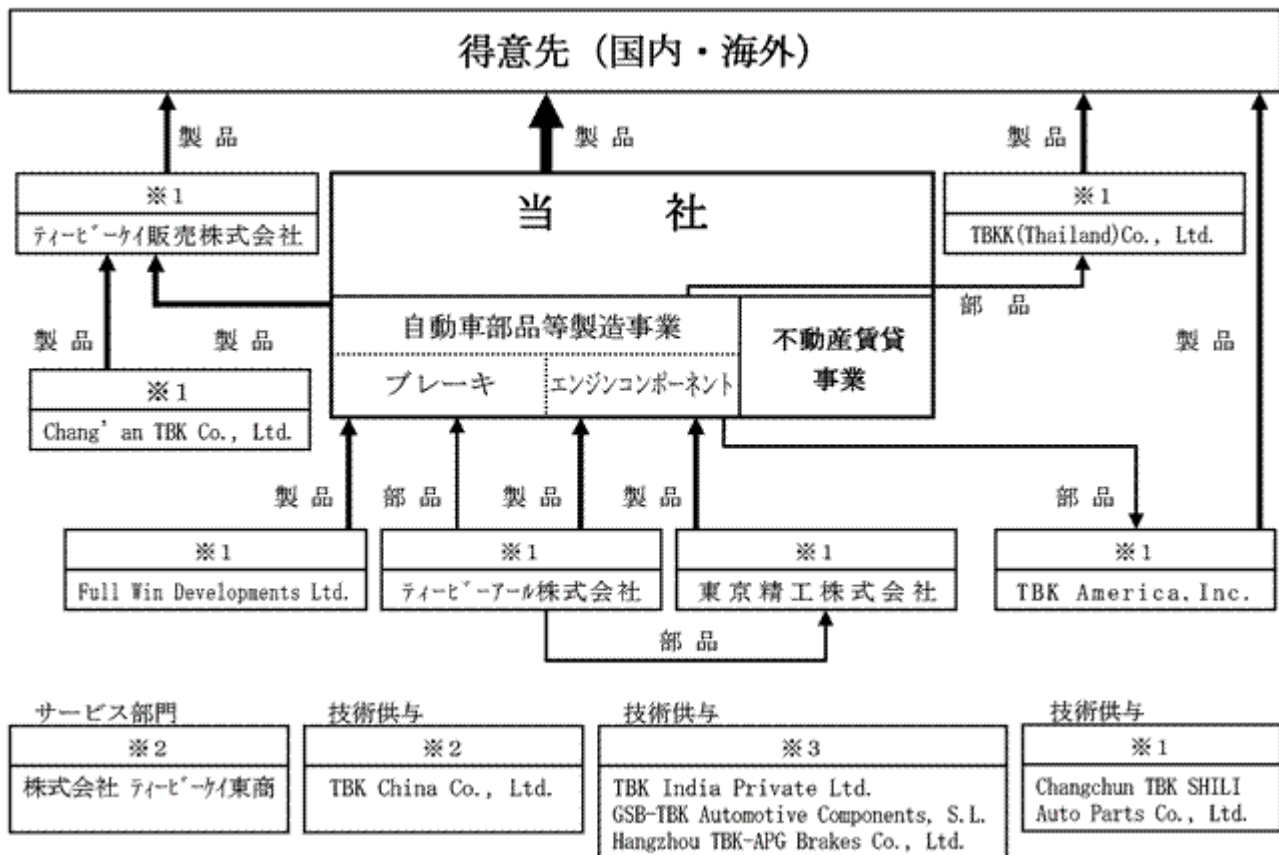 得意先（国内・海外）
製 品
製 品
製 品
※１
ﾃｨｰﾋﾞｰｹｲ販売株式会社
当　　社
※１
TBKK(Thailand)Co., Ltd.
部 品
自動車部品等製造事業
不動産賃貸
事業
製 品
製 品
製 品
ブレーキ
エンジンコンポーネント
※１
Chang’an TBK Co., Ltd.
製 品
部 品
製 品
製 品
部 品
※１
Full Win Developments Ltd.
※１
ﾃｨｰﾋﾞｰｱｰﾙ株式会社
※１
東京精工株式会社
※１
TBK America,Inc.
部 品
サービス部門
※２
株式会社 ﾃｨｰﾋﾞｰｹｲ東商
技術供与
※２
TBK China Co., Ltd.
技術供与
※３
TBK India Private Ltd.
GSB-TBK Automotive Components, S.L.
Hangzhou TBK-APG Brakes Co., Ltd.
技術供与
※１
Changchun TBK SHILI
Auto Parts Co., Ltd.